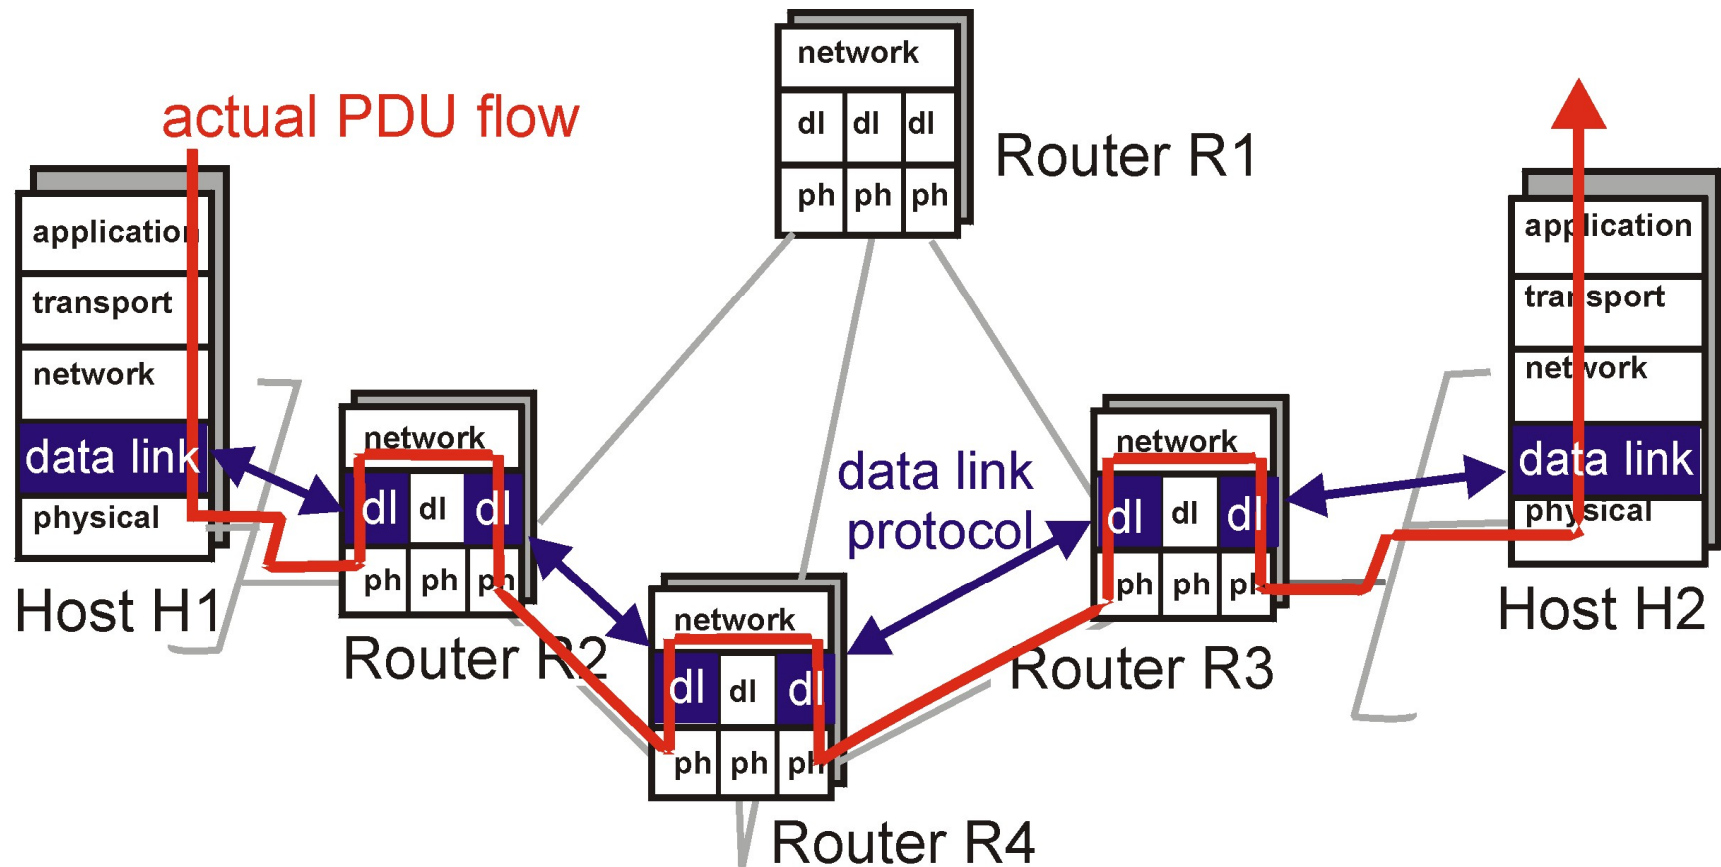 network
dl dl dl
ph ph ph
Router R1
actual PDU flow
application
transport
network
data link
physical
Host H1
network
dl dl dl
ph ph ph
Router R2
network
dl dl dl
ph ph ph
Router R4
data link
protocol
network
dl dl dl
ph ph ph
Router R3
application
transport
network
data link
physical
Host H2